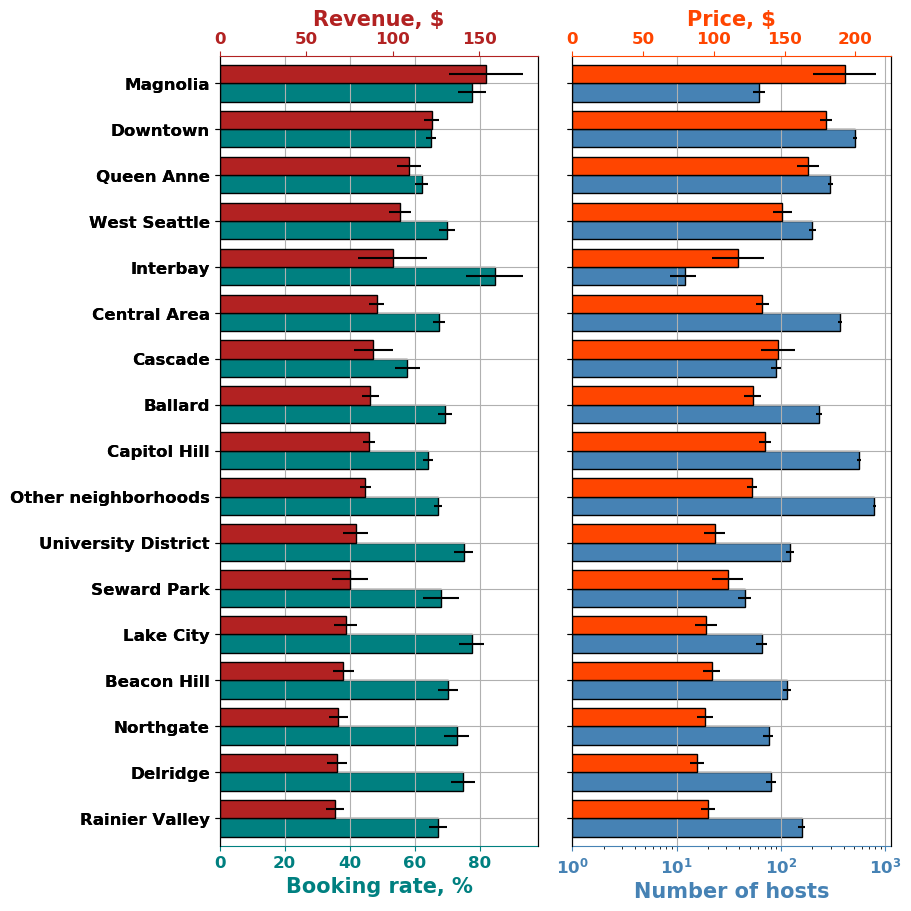 Revenue, $
Price, $
0 50 100 150
0 50 100 150 200
Magnolia
Downtown
Queen Anne
West Seattle
Interbay
Central Area
Cascade
Ballard
Capitol Hill
Other neighborhoods
University District
Seward Park
Lake City
Beacon Hill
Northgate
Delridge
Rainier Valley
0 20 40 60 80
10⁰ 10¹ 10² 10³
Booking rate, %
Number of hosts